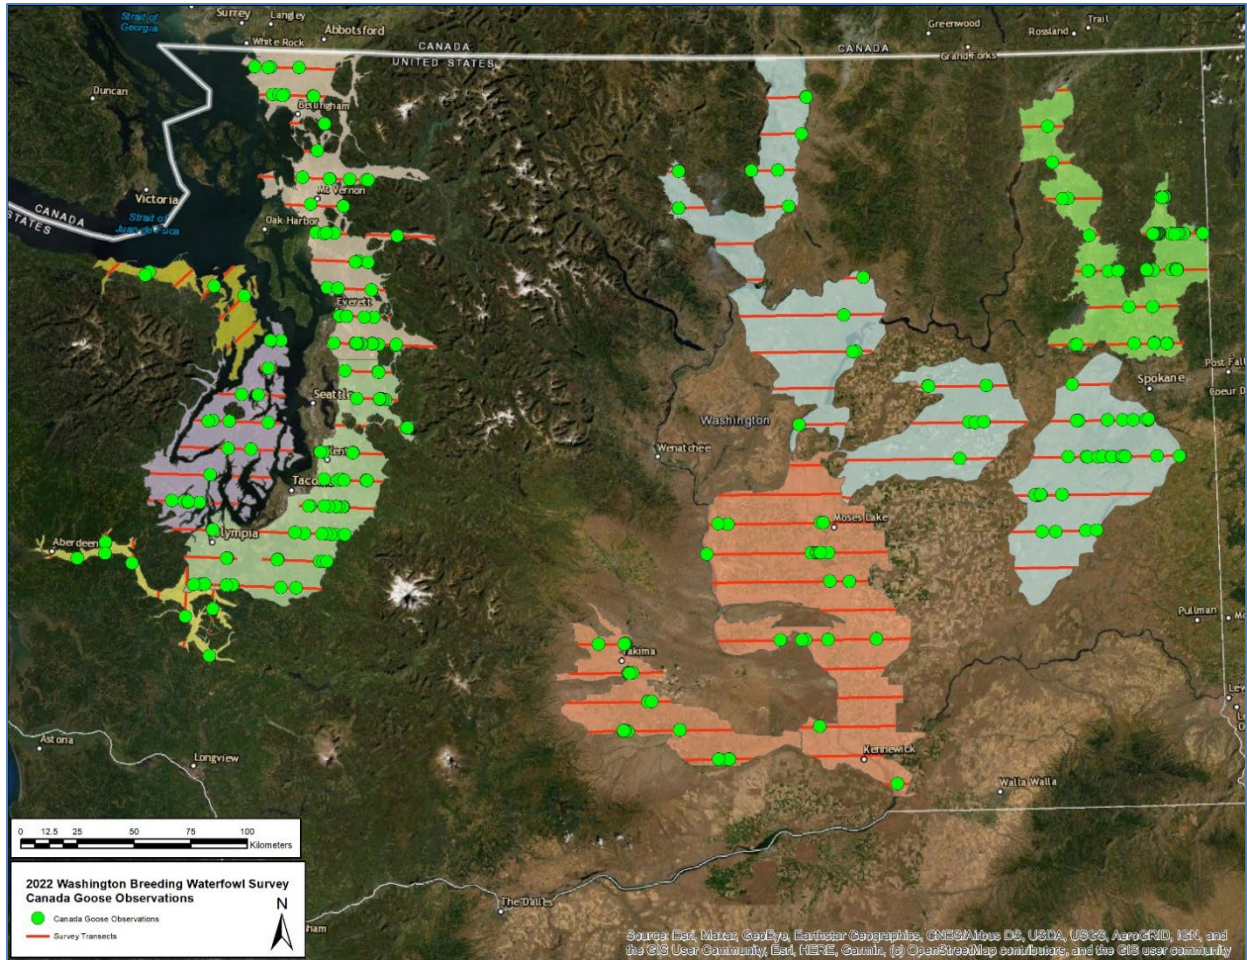 Strait of
Georgia
Surrey
Langley
Abbotsford
White Rock
CANADA
UNITED STATES
CANADA
Greenwood
Trail
Rossland
Grand Forks
Duncan
Bellingham
Victoria
Mt Vernon
CANADA
STATES
Strait of
Juan de Fuca
Oak Harbor
Everett
Post Fall
Spokane
Coeur D
Seattle
Washington
Wenatchee
Kent
Moses Lake
Olympia
Aberdeen
Pullman
Yakima
Lew
Astoria
Longview
Kennewick
Walla Walla
0 12.5 25 50 75 100
Kilometers
2022 Washington Breeding Waterfowl Survey
Canada Goose Observations
N
Canada Goose Observations
Survey Transects
The Dalles
ham
Source: Esri, Maxar, GeoEye, Earthstar Geographics, CNES/Airbus DS, USDA, USGS, AeroGRID, IGN, and
the GIS User Community, Esri, HERE, Garmin, (c) OpenStreetMap contributors, and the GIS user community